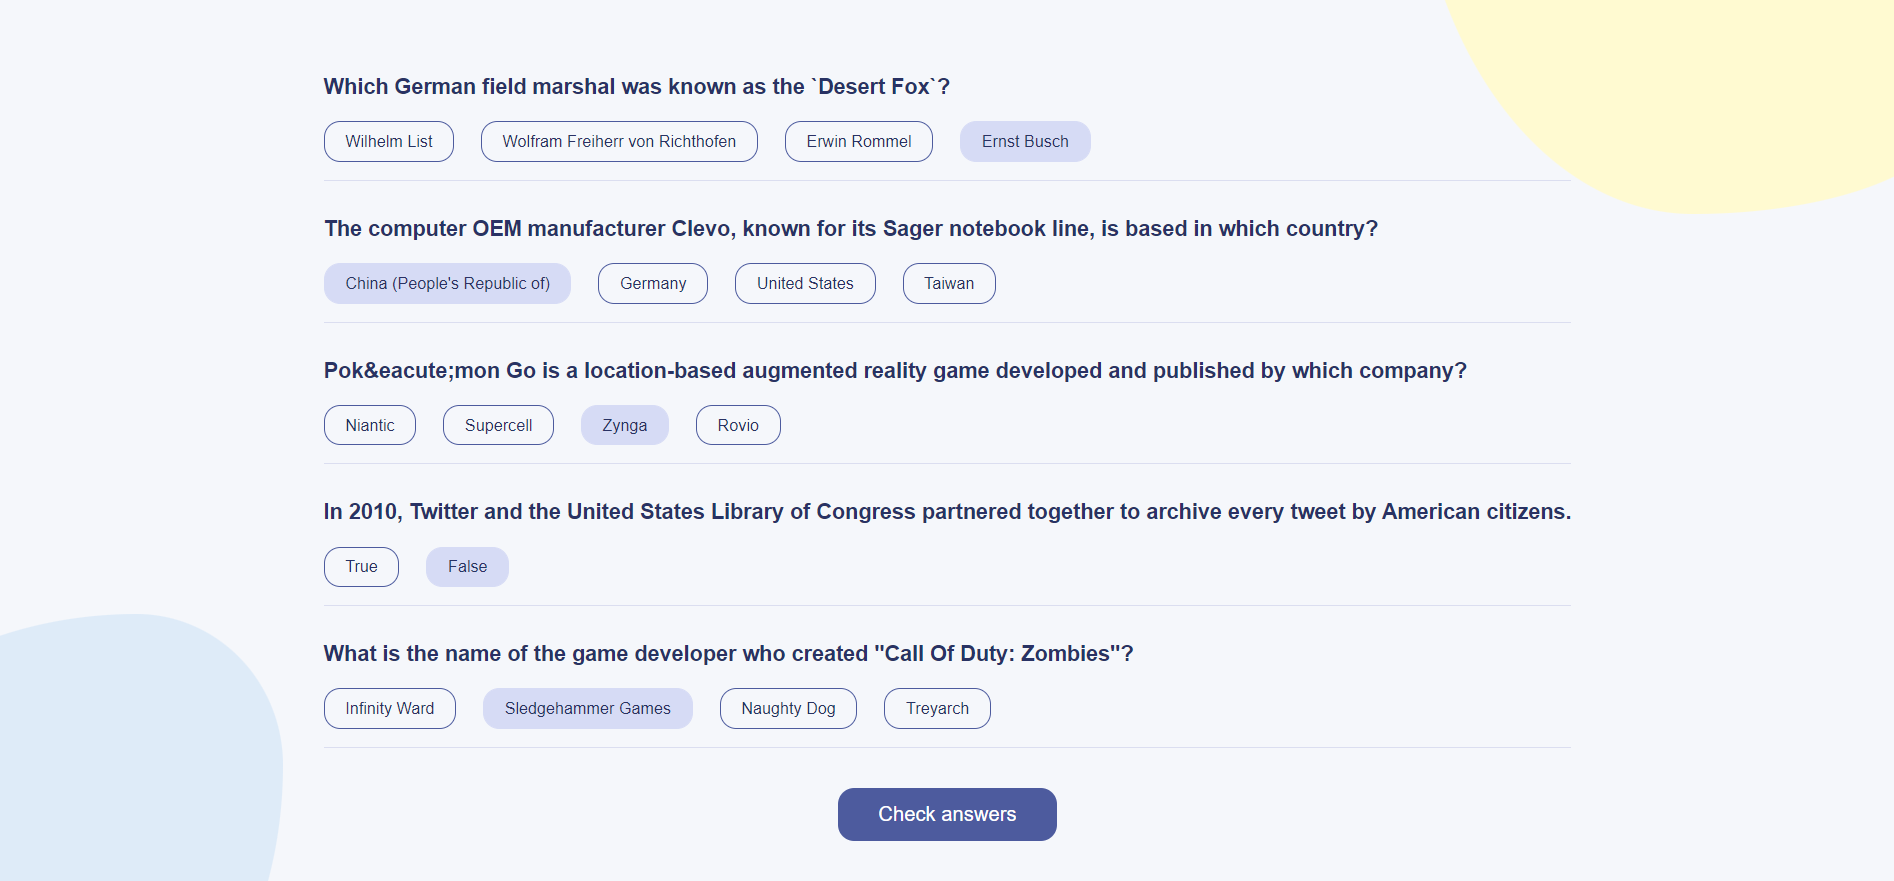 Which German field marshal was known as the `Desert Fox`?
Wilhelm List Wolfram Freiherr von Richthofen Erwin Rommel Ernst Busch
The computer OEM manufacturer Clevo, known for its Sager notebook line, is based in which country?
China (People's Republic of) Germany United States Taiwan
Pok&eacute;mon Go is a location-based augmented reality game developed and published by which company?
Niantic Supercell Zynga Rovio
In 2010, Twitter and the United States Library of Congress partnered together to archive every tweet by American citizens.
True False
What is the name of the game developer who created "Call Of Duty: Zombies"?
Infinity Ward Sledgehammer Games Naughty Dog Treyarch
Check answers